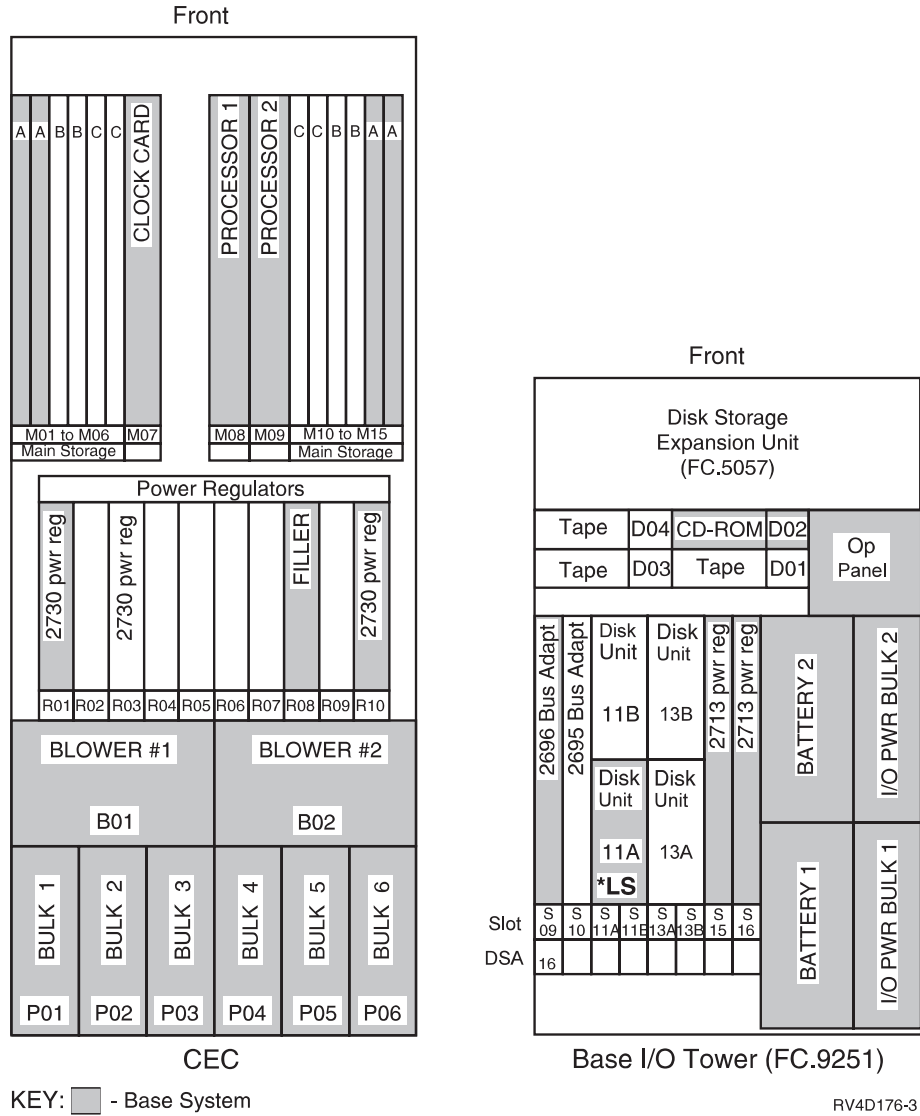 Front
A A B B C C CLOCK CARD
PROCESSOR 1
PROCESSOR 2
C C B B A A
M01 to M06 M07
Main Storage
M08 M09 M10 to M15
Main Storage
Power Regulators
2730 pwr reg
2730 pwr reg
FILLER
2730 pwr reg
R01 R02 R03 R04 R05 R06 R07 R08 R09 R10
BLOWER #1
B01
BLOWER #2
B02
BULK 1
BULK 2
BULK 3
BULK 4
BULK 5
BULK 6
P01 P02 P03 P04 P05 P06
CEC
KEY: - Base System
Front
Disk Storage
Expansion Unit
(FC.5057)
Tape D04 CD-ROM D02
Tape D03 Tape D01
Op
Panel
2696 Bus Adapt
2695 Bus Adapt
Disk
Unit
11B
Disk
Unit
13B
Disk
Unit
11A
*LS
Disk
Unit
13A
2713 pwr reg
2713 pwr reg
BATTERY 2
I/O PWR BULK 2
BATTERY 1
I/O PWR BULK 1
Slot S 09 S 10 S 11A S 11B S 13A S 13B S 15 S 16
DSA 16
Base I/O Tower (FC.9251)
RV4D176-3